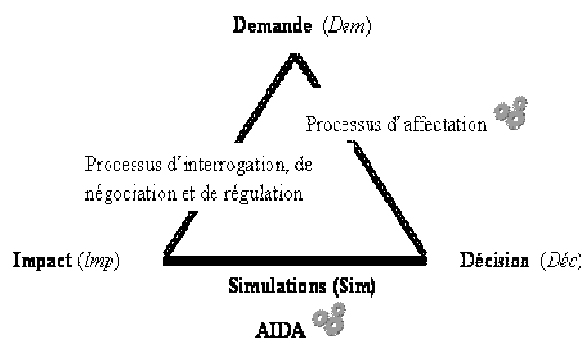 Demande (Dem)
Processus d'affectation
Processus d'interrogation, de
négociation et de régulation
Impact (Imp)
Décision (Déc)
Simulations (Sim)
AIDA